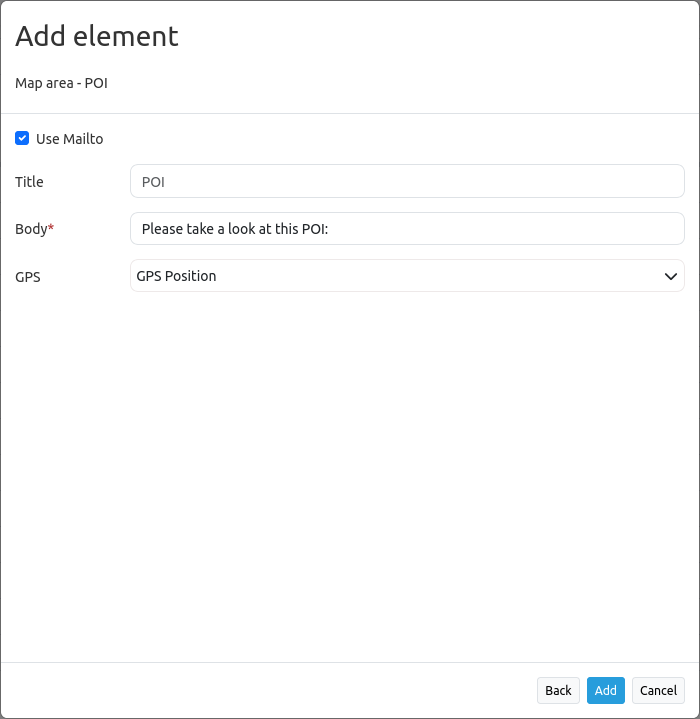 Add element
Map area - POI
Use Mailto
Title POI
Body* Please take a look at this POI:
GPS GPS Position
Back Add Cancel